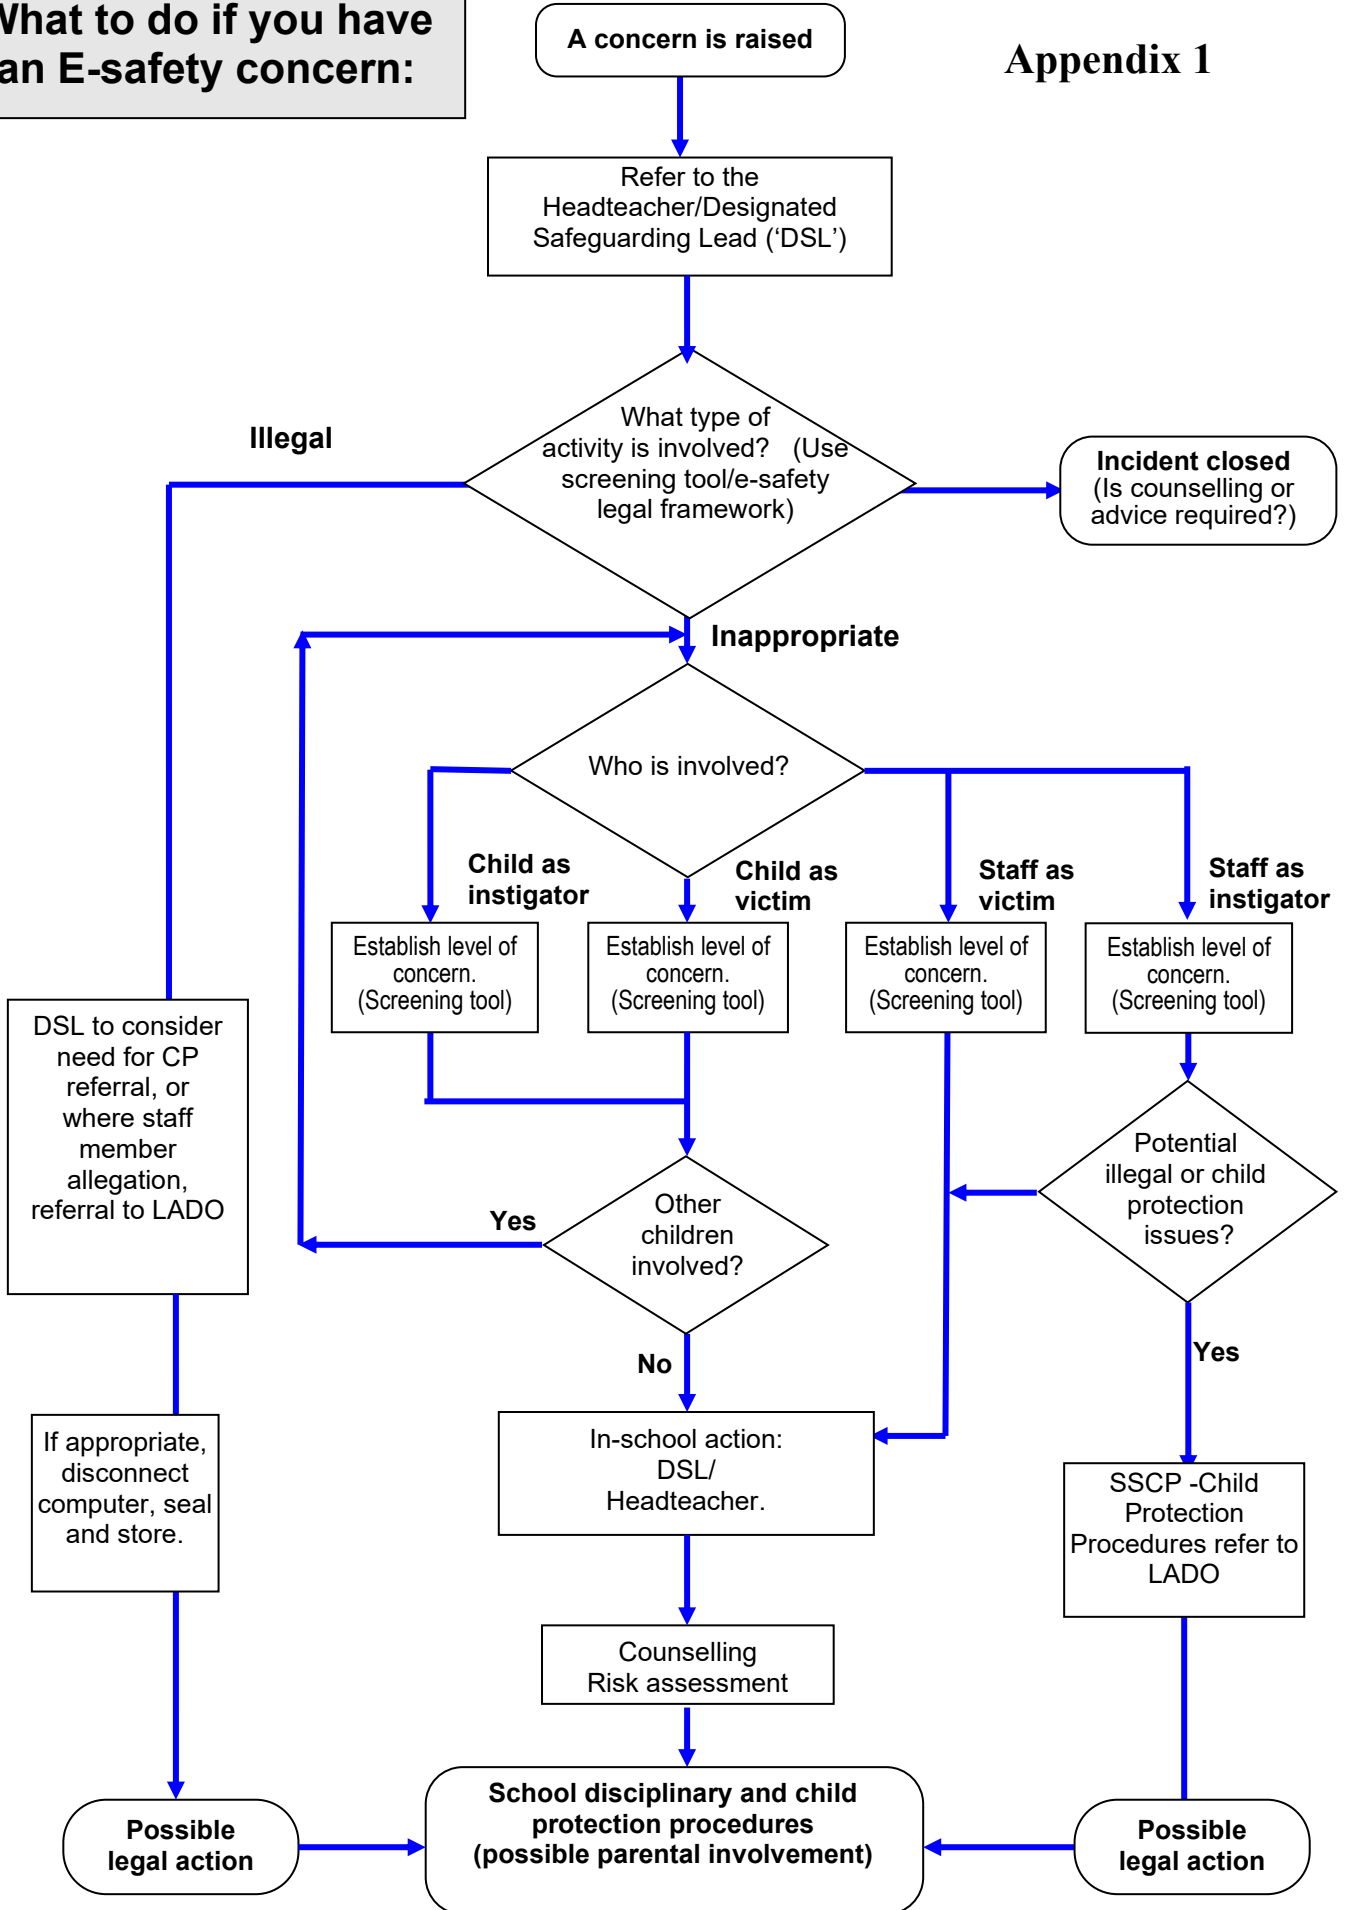 What to do if you have
an E-safety concern:
A concern is raised
Appendix 1
Refer to the
Headteacher/Designated
Safeguarding Lead (‘DSL’)
What type of
activity is involved? (Use
screening tool/e-safety
legal framework)
Illegal
Incident closed
(Is counselling or
advice required?)
Inappropriate
Who is involved?
Child as
instigator
Child as
victim
Staff as
victim
Staff as
instigator
Establish level of
concern.
(Screening tool)
Establish level of
concern.
(Screening tool)
Establish level of
concern.
(Screening tool)
Establish level of
concern.
(Screening tool)
DSL to consider
need for CP
referral, or
where staff
member
allegation,
referral to LADO
Other
children
involved?
Yes
No
Potential
illegal or child
protection
issues?
Yes
If appropriate,
disconnect
computer, seal
and store.
In-school action:
DSL/
Headteacher.
SSCP -Child
Protection
Procedures refer to
LADO
Counselling
Risk assessment
Possible
legal action
School disciplinary and child
protection procedures
(possible parental involvement)
Possible
legal action